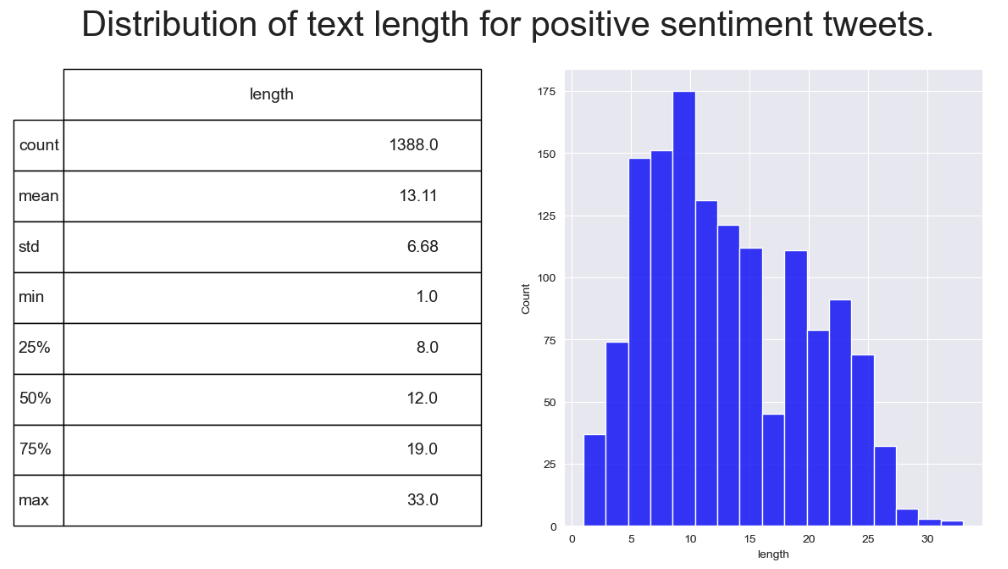 Distribution of text length for positive sentiment tweets.
length
count 1388.0
mean 13.11
std 6.68
min 1.0
25% 8.0
50% 12.0
75% 19.0
max 33.0
175
150
125
100
75
50
25
0
Count
0 5 10 15 20 25 30
length